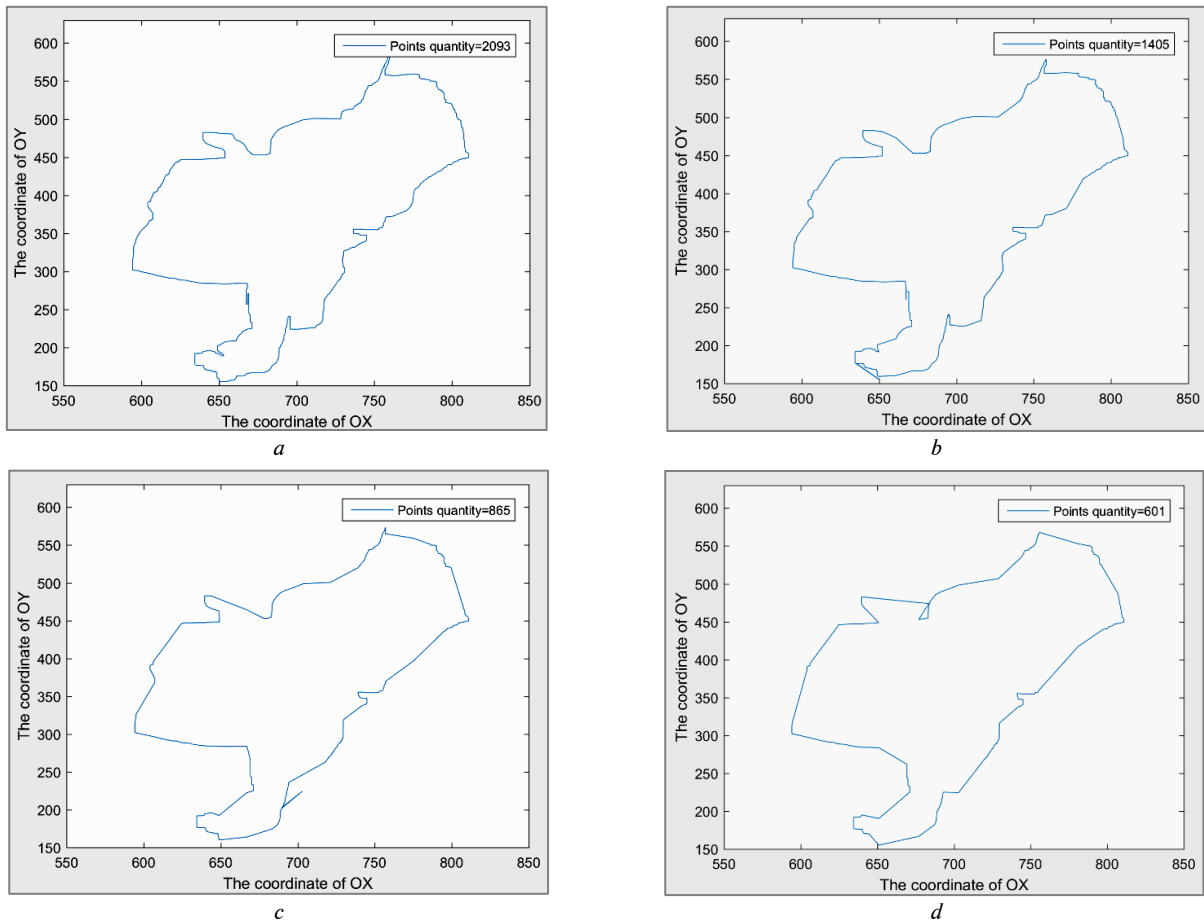 Points quantity=2093
600
550
500
450
400
350
300
250
200
150
550 600 650 700 750 800 850
The coordinate of OY
The coordinate of OX
a
Points quantity=1405
600
550
500
450
400
350
300
250
200
150
550 600 650 700 750 800 850
The coordinate of OY
The coordinate of OX
b
Points quantity=865
600
550
500
450
400
350
300
250
200
150
550 600 650 700 750 800 850
The coordinate of OY
The coordinate of OX
c
Points quantity=601
600
550
500
450
400
350
300
250
200
150
550 600 650 700 750 800 850
The coordinate of OY
The coordinate of OX
d